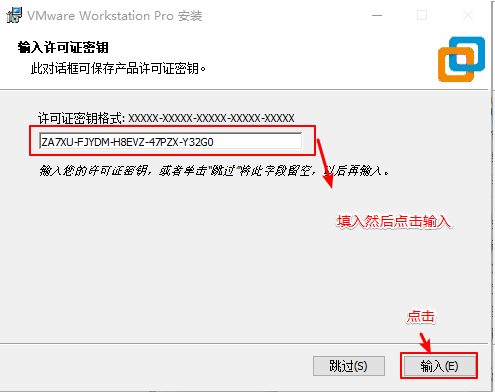 VMware Workstation Pro 安装
输入许可证密钥
此对话框可保存产品许可证密钥。
许可证密钥格式: XXXXX-XXXXX-XXXXX-XXXXX-XXXXX
ZA7XU-FJYDM-H8EVZ-47PZX-Y32G0
输入您的许可证密钥，或者单击"跳过"将此字段留空，以后再输入。
填入然后点击输入
点击
跳过(S)
输入(E)